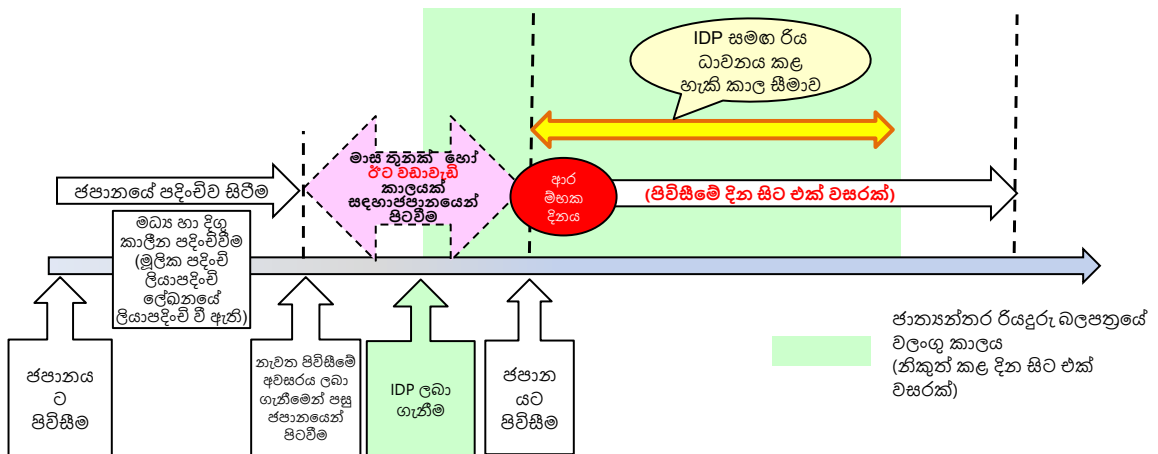 IDP සමඟ රිය
ධාවනය කළ
හැකි කාල සීමාව
ජපානයේ පදිංචිව සිටීම
මාස තුනක් හෝ
ඊට වඩාවැඩි
කාලයක්
සඳහාජපානයෙන්
පිටවීම
ආර
ම්භක
දිනය
(පිවිසීමේ දින සිට එක් වසරක්)
මධ්‍ය හා දිගු
කාලීන පදිංචිවීම
(මූලික පදිංචි
ලියාපදිංචි
ලේඛනයේ
ලියාපදිංචි වී ඇති)
ජපානය
ට
පිවිසීම
නැවත පිවිසීමේ
අවසරය ලබා
ගැනීමෙන් පසු
ජපානයෙන්
පිටවීම
IDP ලබා
ගැනීම
ජපාන
යට
පිවිසීම
ජාත්‍යන්තර රියදුරු බලපත්‍රයේ
වලංගු කාලය
(නිකුත් කළ දින සිට එක්
වසරක්)